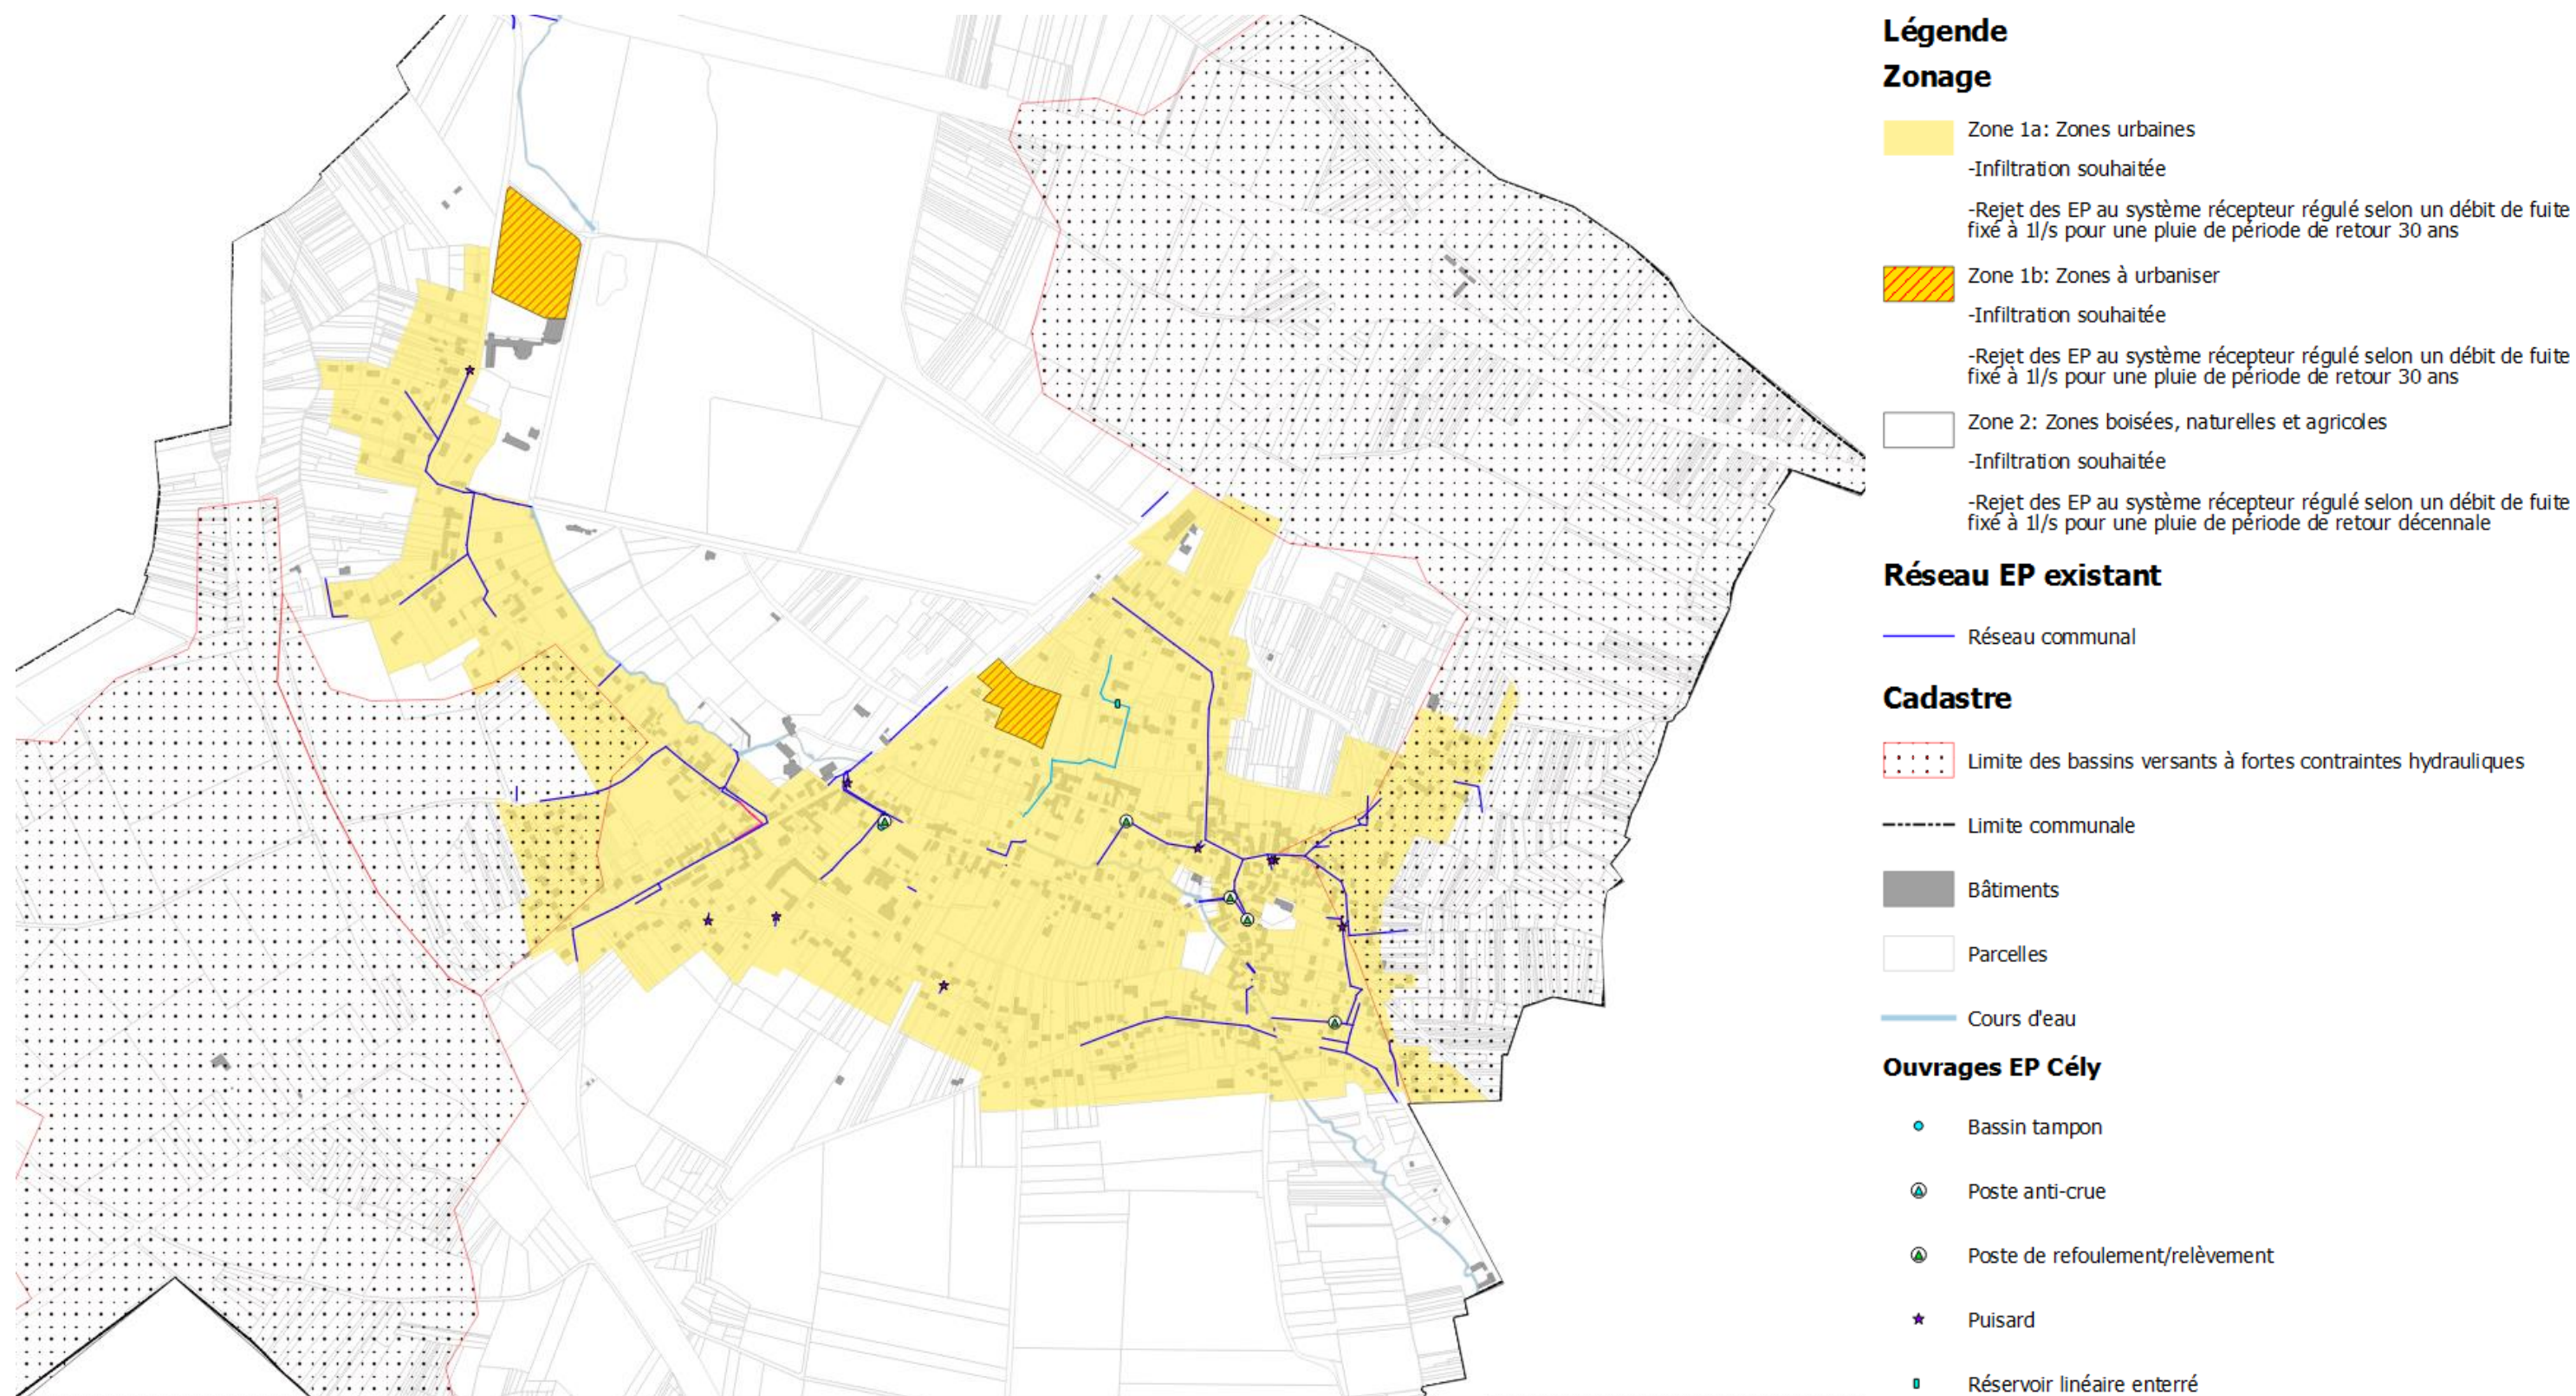 Légende
Zonage
Zone 1a: Zones urbaines
-Infiltration souhaitée
-Rejet des EP au système récepteur régulé selon un débit de fuite
fixé à 1l/s pour une pluie de période de retour 30 ans
Zone 1b: Zones à urbaniser
-Infiltration souhaitée
-Rejet des EP au système récepteur régulé selon un débit de fuite
fixé à 1l/s pour une pluie de période de retour 30 ans
Zone 2: Zones boisées, naturelles et agricoles
-Infiltration souhaitée
-Rejet des EP au système récepteur régulé selon un débit de fuite
fixé à 1l/s pour une pluie de période de retour décennale
Réseau EP existant
Réseau communal
Cadastre
Limite des bassins versants à fortes contraintes hydrauliques
Limite communale
Bâtiments
Parcelles
Cours d'eau
Ouvrages EP Cély
Bassin tampon
Poste anti-crue
Poste de refoulement/relèvement
Puisard
Réservoir linéaire enterré